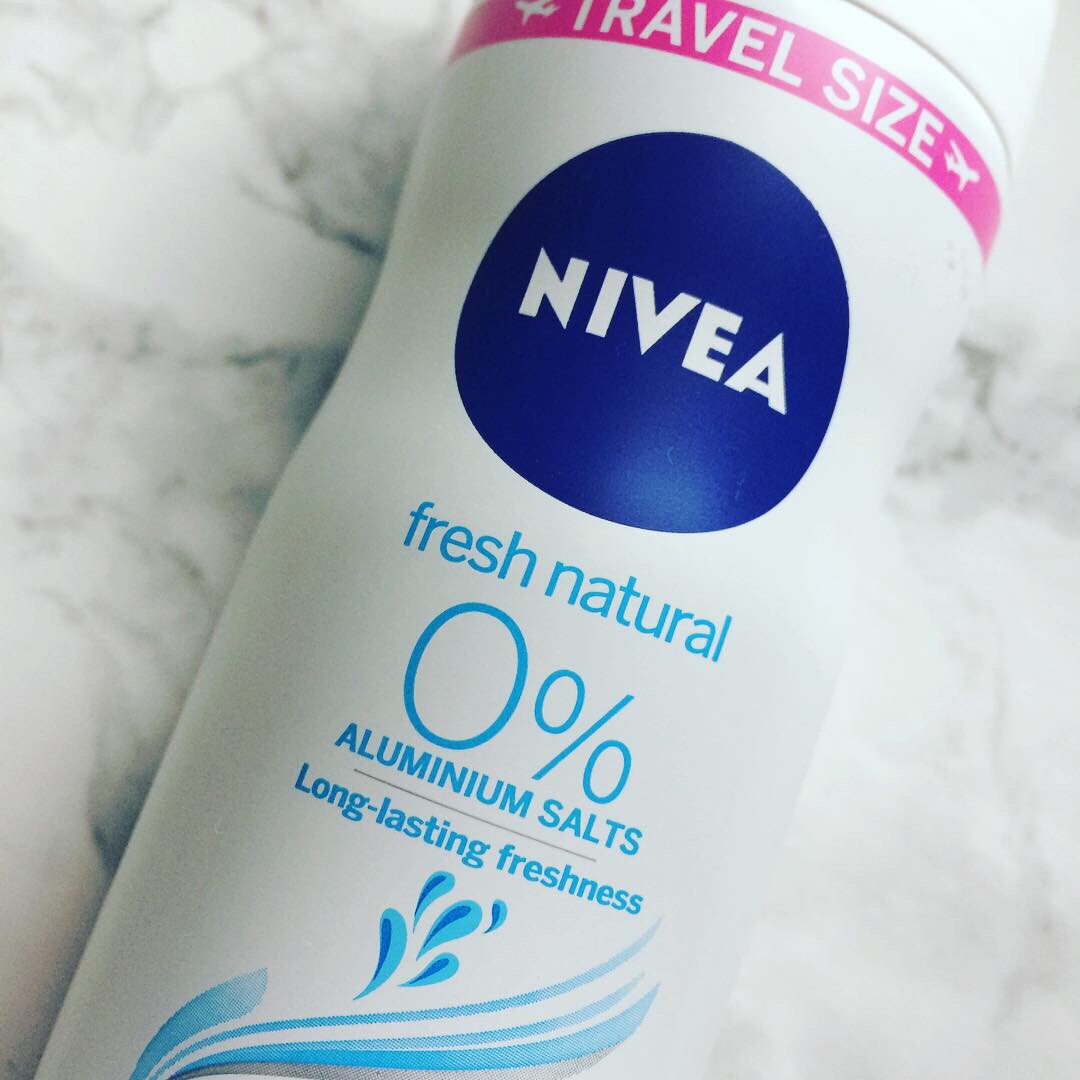 TRAVEL SIZE
NIVEA
fresh natural
0%
ALUMINIUM SALTS
Long-lasting freshness